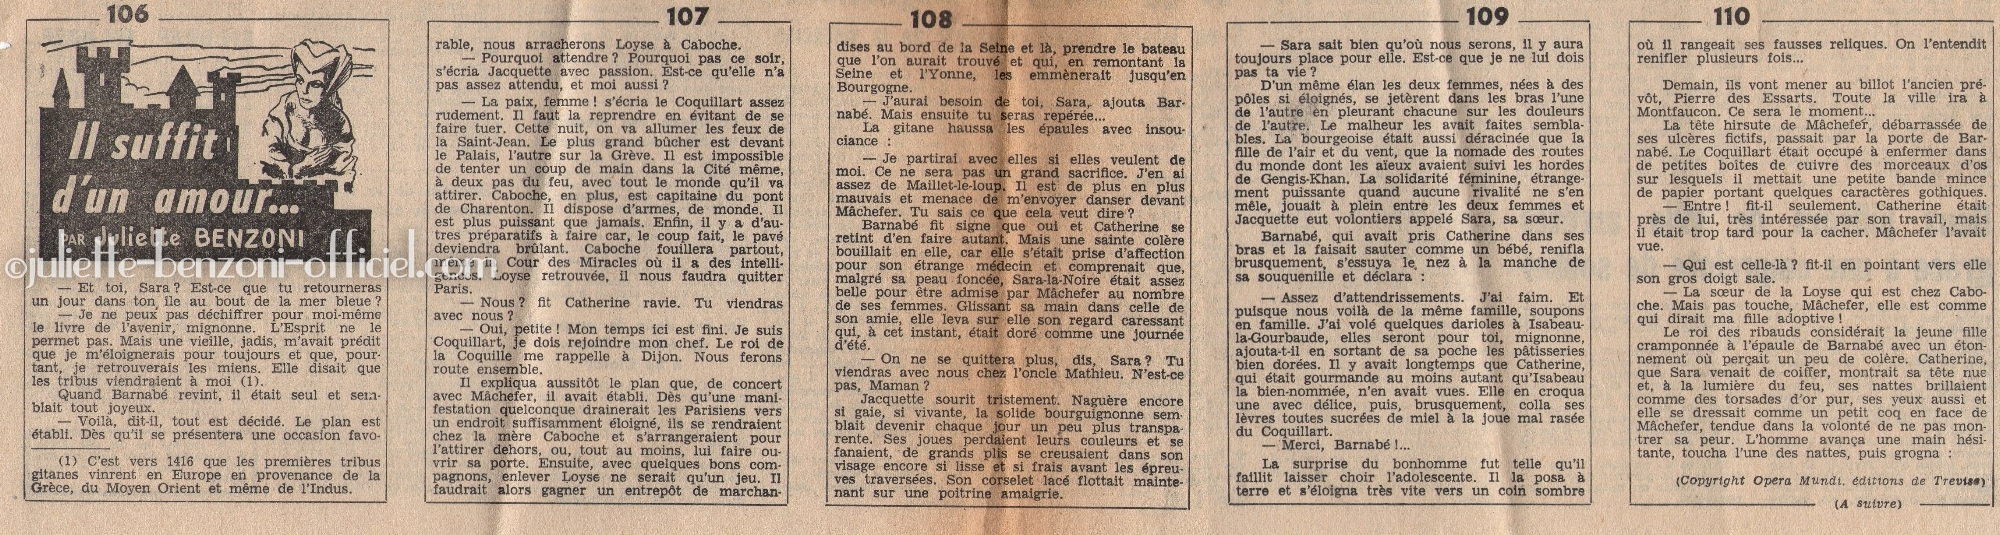 106
Il suffit
d'un amour...
PAR Juliette BENZONI
©juliette-benzoni-officiel.com
— Et toi, Sara ? Est-ce que tu retourneras
un jour dans ton île au bout de la mer bleue ?
— Je ne peux pas déchiffrer pour moi-même
le livre de l'avenir, mignonne. L'Esprit ne le
permet pas. Mais une vieille, jadis, m'avait prédit
que je m'éloignerais pour toujours et que, pour-
tant, je retrouverais les miens. Elle disait que
les tribus viendraient à moi (1).
Quand Barnabé revint, il était seul et sem-
blait tout joyeux.
— Voilà, dit-il, tout est décidé. Le plan est
établi. Dès qu'il se présentera une occasion favo-
(1) C'est vers 1416 que les premières tribus
gitanes vinrent en Europe en provenance de la
Grèce, du Moyen Orient et même de l'Indus.
107
rable, nous arracherons Loyse à Caboche.
— Pourquoi attendre ? Pourquoi pas ce soir,
s'écria Jacquette avec passion. Est-ce qu'elle n'a
pas assez attendu, et moi aussi ?
— La paix, femme ! s'écria le Coquillart assez
rudement. Il faut la reprendre en évitant de se
faire tuer. Cette nuit, on va allumer les feux de
la Saint-Jean. Le plus grand bûcher est devant
le Palais, l'autre sur la Grève. Il est impossible
de tenter un coup de main dans la Cité même,
à deux pas du feu, avec tout le monde qu'il va
attirer. Caboche, en plus, est capitaine du pont
de Charenton. Il dispose d'armes, de monde. Il
est plus puissant que jamais. Enfin, il y a d'au-
tres préparatifs à faire car, le coup fait, le pavé
deviendra brûlant. Caboche fouillera partout,
même la Cour des Miracles où il a des intelli-
gences. Loyse retrouvée, il nous faudra quitter
Paris.
— Nous ? fit Catherine ravie. Tu viendras
avec nous ?
— Oui, petite ! Mon temps ici est fini. Je suis
Coquillart, je dois rejoindre mon chef. Le roi de
la Coquille me rappelle à Dijon. Nous ferons
route ensemble.
Il expliqua aussitôt le plan que, de concert
avec Mâchefer, il avait établi. Dès qu'une mani-
festation quelconque drainerait les Parisiens vers
un endroit suffisamment éloigné, ils se rendraient
chez la mère Caboche et s'arrangeraient pour
l'attirer dehors, ou, tout au moins, lui faire ou-
vrir sa porte. Ensuite, avec quelques bons com-
pagnons, enlever Loyse ne serait qu'un jeu. Il
faudrait alors gagner un entrepôt de marchan-
108
dises au bord de la Seine et là, prendre le bateau
que l'on aurait trouvé et qui, en remontant la
Seine et l'Yonne, les emmènerait jusqu'en
Bourgogne.
— J'aurai besoin de toi, Sara, ajouta Bar-
nabé. Mais ensuite tu seras repérée...
La gitane haussa les épaules avec insou-
ciance :
— Je partirai avec elles si elles veulent de
moi. Ce ne sera pas un grand sacrifice. J'en ai
assez de Maillet-le-loup. Il est de plus en plus
mauvais et menace de m'envoyer danser devant
Mâchefer. Tu sais ce que cela veut dire ?
Barnabé fit signe que oui et Catherine se
retint d'en faire autant. Mais une sainte colère
bouillait en elle, car elle s'était prise d'affection
pour son étrange médecin et comprenait que,
malgré sa peau foncée, Sara-la-Noire était assez
belle pour être admise par Mâchefer au nombre
de ses femmes. Glissant sa main dans celle de
son amie, elle leva sur elle son regard caressant
qui, à cet instant, était doré comme une journée
d'été.
— On ne se quittera plus, dis, Sara ? Tu
viendras avec nous chez l'oncle Mathieu. N'est-ce
pas, Maman ?
Jacquette sourit tristement. Naguère encore
si gaie, si vivante, la solide bourguignonne sem-
blait devenir chaque jour un peu plus transpa-
rente. Ses joues perdaient leurs couleurs et se
fanaient, de grands plis se creusaient dans son
visage encore si lisse et si frais avant les épreu-
ves traversées. Son corselet lacé flottait mainte-
nant sur une poitrine amaigrie.
109
— Sara sait bien qu'où nous serons, il y aura
toujours place pour elle. Est-ce que je ne lui dois
pas ta vie ?
D'un même élan les deux femmes, nées à des
pôles si éloignés, se jetèrent dans les bras l'une
de l'autre en pleurant chacune sur les douleurs
de l'autre. Le malheur les avait faites sembla-
bles. La bourgeoise était aussi déracinée que la
fille de l'air et du vent, que la nomade des routes
du monde dont les aïeux avaient suivi les hordes
de Gengis-Khan. La solidarité féminine, étrange-
ment puissante quand aucune rivalité ne s'en
mêle, jouait à plein entre les deux femmes et
Jacquette eut volontiers appelé Sara, sa sœur.
Barnabé, qui avait pris Catherine dans ses
bras et la faisait sauter comme un bébé, renifla
brusquement, s'essuya le nez à la manche de
sa souquenille et déclara :
— Assez d'attendrissements. J'ai faim. Et
puisque nous voilà de la même famille, soupons
en famille. J'ai volé quelques darioles à Isabeau-
la-Gourbaude, elles seront pour toi, mignonne,
ajouta-t-il en sortant de sa poche les pâtisseries
bien dorées. Il y avait longtemps que Catherine,
qui était gourmande au moins autant qu'Isabeau
la bien-nommée, n'en avait vues. Elle en croqua
une avec délice, puis, brusquement, colla ses
lèvres toutes sucrées de miel à la joue mal rasée
du Coquillart.
— Merci, Barnabé !...
La surprise du bonhomme fut telle qu'il
faillit laisser choir l'adolescente. Il la posa à
terre et s'éloigna très vite vers un coin sombre
110
où il rangeait ses fausses reliques. On l'entendit
renifler plusieurs fois...
Demain, ils vont mener au billot l'ancien pré-
vôt, Pierre des Essarts. Toute la ville ira à
Montfaucon. Ce sera le moment...
La tête hirsute de Mâchefer, débarrassée de
ses ulcères fictifs, passait par la porte de Bar-
nabé. Le Coquillart était occupé à enfermer dans
de petites boîtes de cuivre des morceaux d'os
sur lesquels il mettait une petite bande mince
de papier portant quelques caractères gothiques.
— Entre ! fit-il seulement. Catherine était
près de lui, très intéressée par son travail, mais
il était trop tard pour la cacher. Mâchefer l'avait
vue.
— Qui est celle-là ? fit-il en pointant vers elle
son gros doigt sale.
— La sœur de la Loyse qui est chez Cabo-
che. Mais pas touche, Mâchefer, elle est comme
qui dirait ma fille adoptive !
Le roi des ribauds considérait la jeune fille
cramponnée à l'épaule de Barnabé avec un éton-
nement où perçait un peu de colère. Catherine,
que Sara venait de coiffer, montrait sa tête nue
et, à la lumière du feu, ses nattes brillaient
comme des torsades d'or pur, ses yeux aussi et
elle se dressait comme un petit coq en face de
Mâchefer, tendue dans la volonté de ne pas mon-
trer sa peur. L'homme avança une main hési-
tante, toucha l'une des nattes, puis grogna :
(Copyright Opera Mundi. éditions de Trevise)
(A suivre)